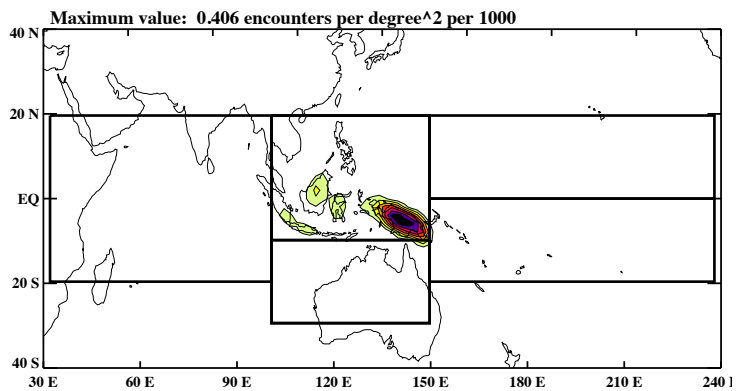 Maximum value: 0.406 encounters per degree^2 per 1000
40 N
20 N
EQ
20 S
40 S
30 E 60 E 90 E 120 E 150 E 180 E 210 E 240 E